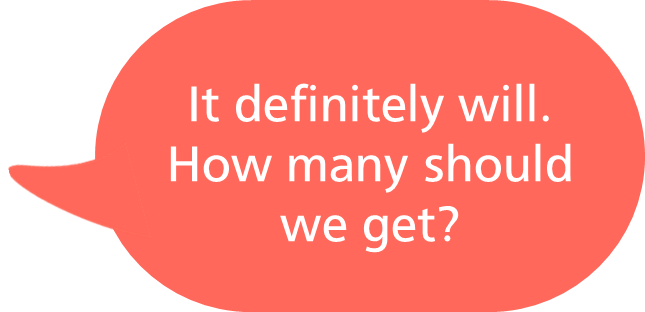 It definitely will.
How many should
we get?